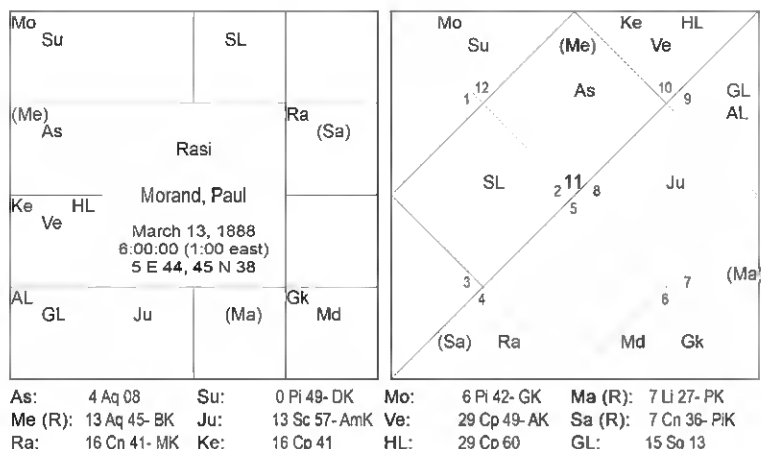 Mo
Su
SL
(Me)
As
Ra
(Sa)
Rasi
Morand, Paul
March 13, 1888
6:00:00 (1:00 east)
5 E 44, 45 N 38
Ke HL
Ve
AL
GL Ju
(Ma)
Gk
Md
Mo
Su
(Me)
As
Ke HL
Ve
12
1
10
9
GL
AL
SL
2 11 8
5
Ju
3
4
7
6
(Ma
(Sa) Ra
Md Gk
As: 4 Aq 08 Su: 0 Pi 49- DK Mo: 6 Pi 42- GK Ma (R): 7 Li 27- PK
Me (R): 13 Aq 45- BK Ju: 13 Sc 57- AmK Ve: 29 Cp 49- AK Sa (R): 7 Cn 36- PiK
Ra: 16 Cn 41- MK Ke: 16 Cp 41 HL: 29 Cp 60 GL: 15 Sg 13